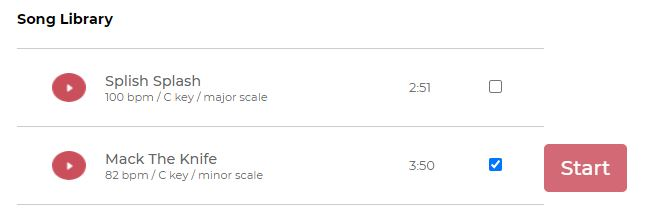 Song Library
Splish Splash
2:51
100 bpm / C key / major scale
Mack The Knife
3:50
82 bpm / C key / minor scale
Start